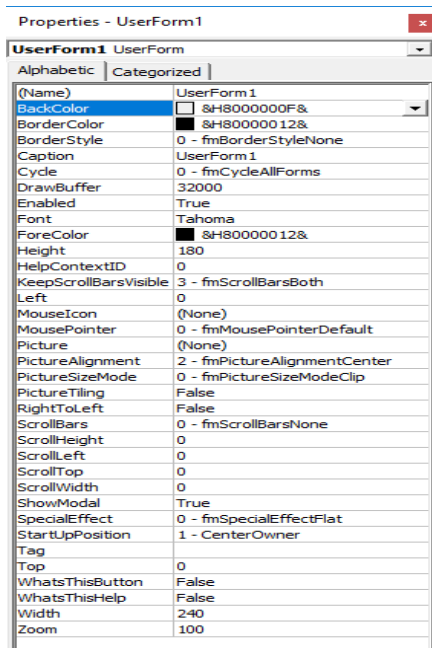 Properties - UserForm1
UserForm1 UserForm
Alphabetic Categorized
(Name) UserForm1
BackColor &H8000000F&
BorderColor &H80000012&
BorderStyle 0 - fmBorderStyleNone
Caption UserForm1
Cycle 0 - fmCycleAllForms
DrawBuffer 32000
Enabled True
Font Tahoma
ForeColor &H80000012&
Height 180
HelpContextID 0
KeepScrollBarsVisible 3 - fmScrollBarsBoth
Left 0
MouseIcon (None)
MousePointer 0 - fmMousePointerDefault
Picture (None)
PictureAlignment 2 - fmPictureAlignmentCenter
PictureSizeMode 0 - fmPictureSizeModeClip
PictureTiling False
RightToLeft False
ScrollBars 0 - fmScrollBarsNone
ScrollHeight 0
ScrollLeft 0
ScrollTop 0
ScrollWidth 0
ShowModal True
SpecialEffect 0 - fmSpecialEffectFlat
StartUpPosition 1 - CenterOwner
Tag
Top 0
WhatsThisButton False
WhatsThisHelp False
Width 240
Zoom 100